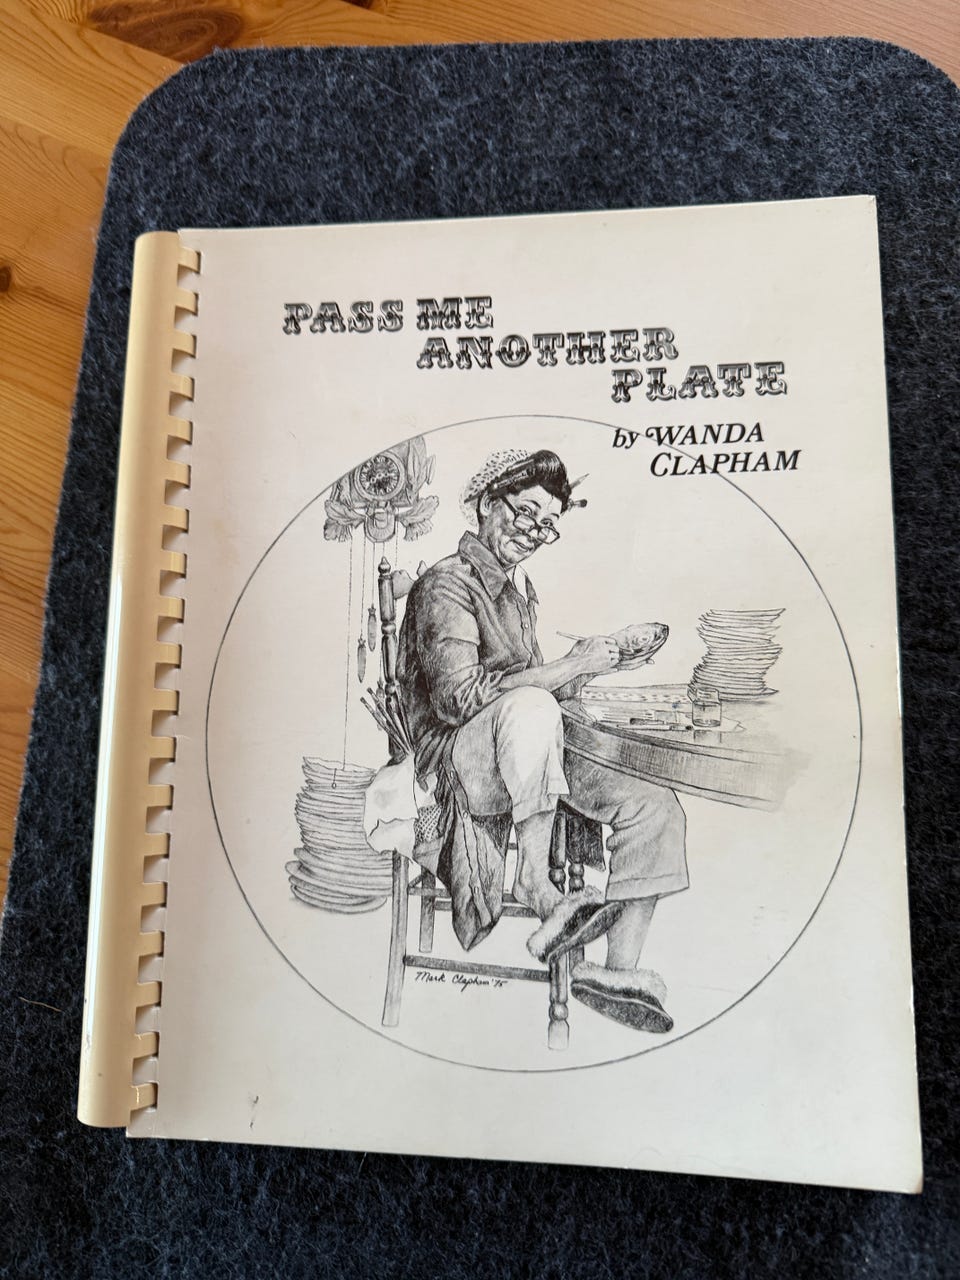 PASS ME
ANOTHER
PLATE
by WANDA
CLAPHAM
Mark Clapham '75